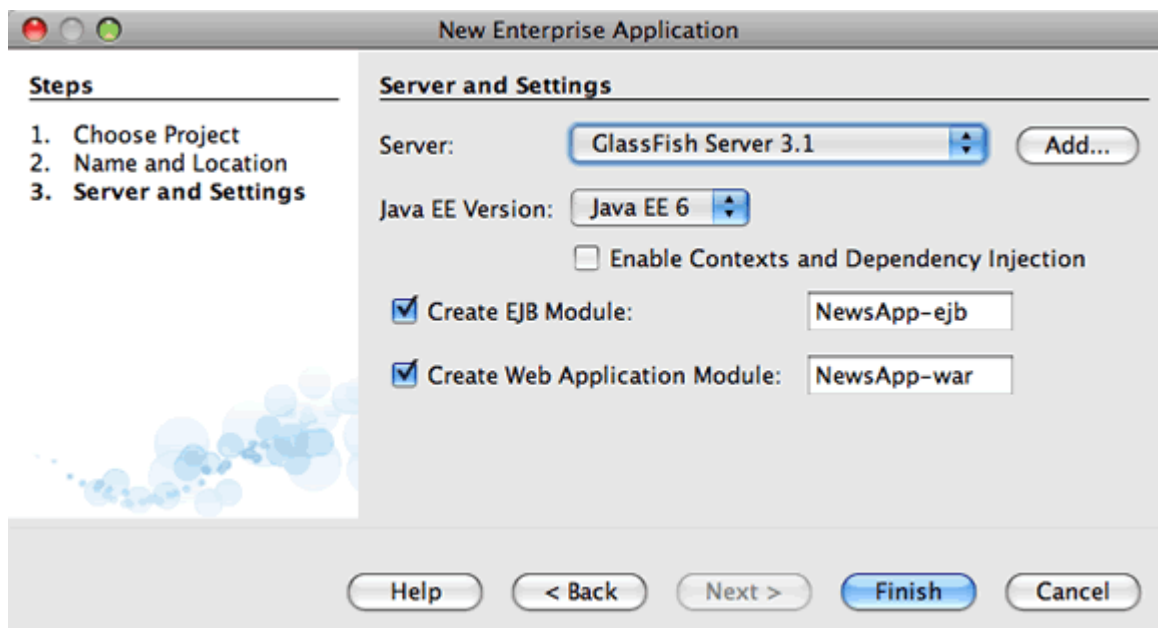 New Enterprise Application
Steps
1. Choose Project
2. Name and Location
3. Server and Settings
Server and Settings
Server: GlassFish Server 3.1 Add...
Java EE Version: Java EE 6
Enable Contexts and Dependency Injection
Create EJB Module: NewsApp-ejb
Create Web Application Module: NewsApp-war
Help < Back Next > Finish Cancel